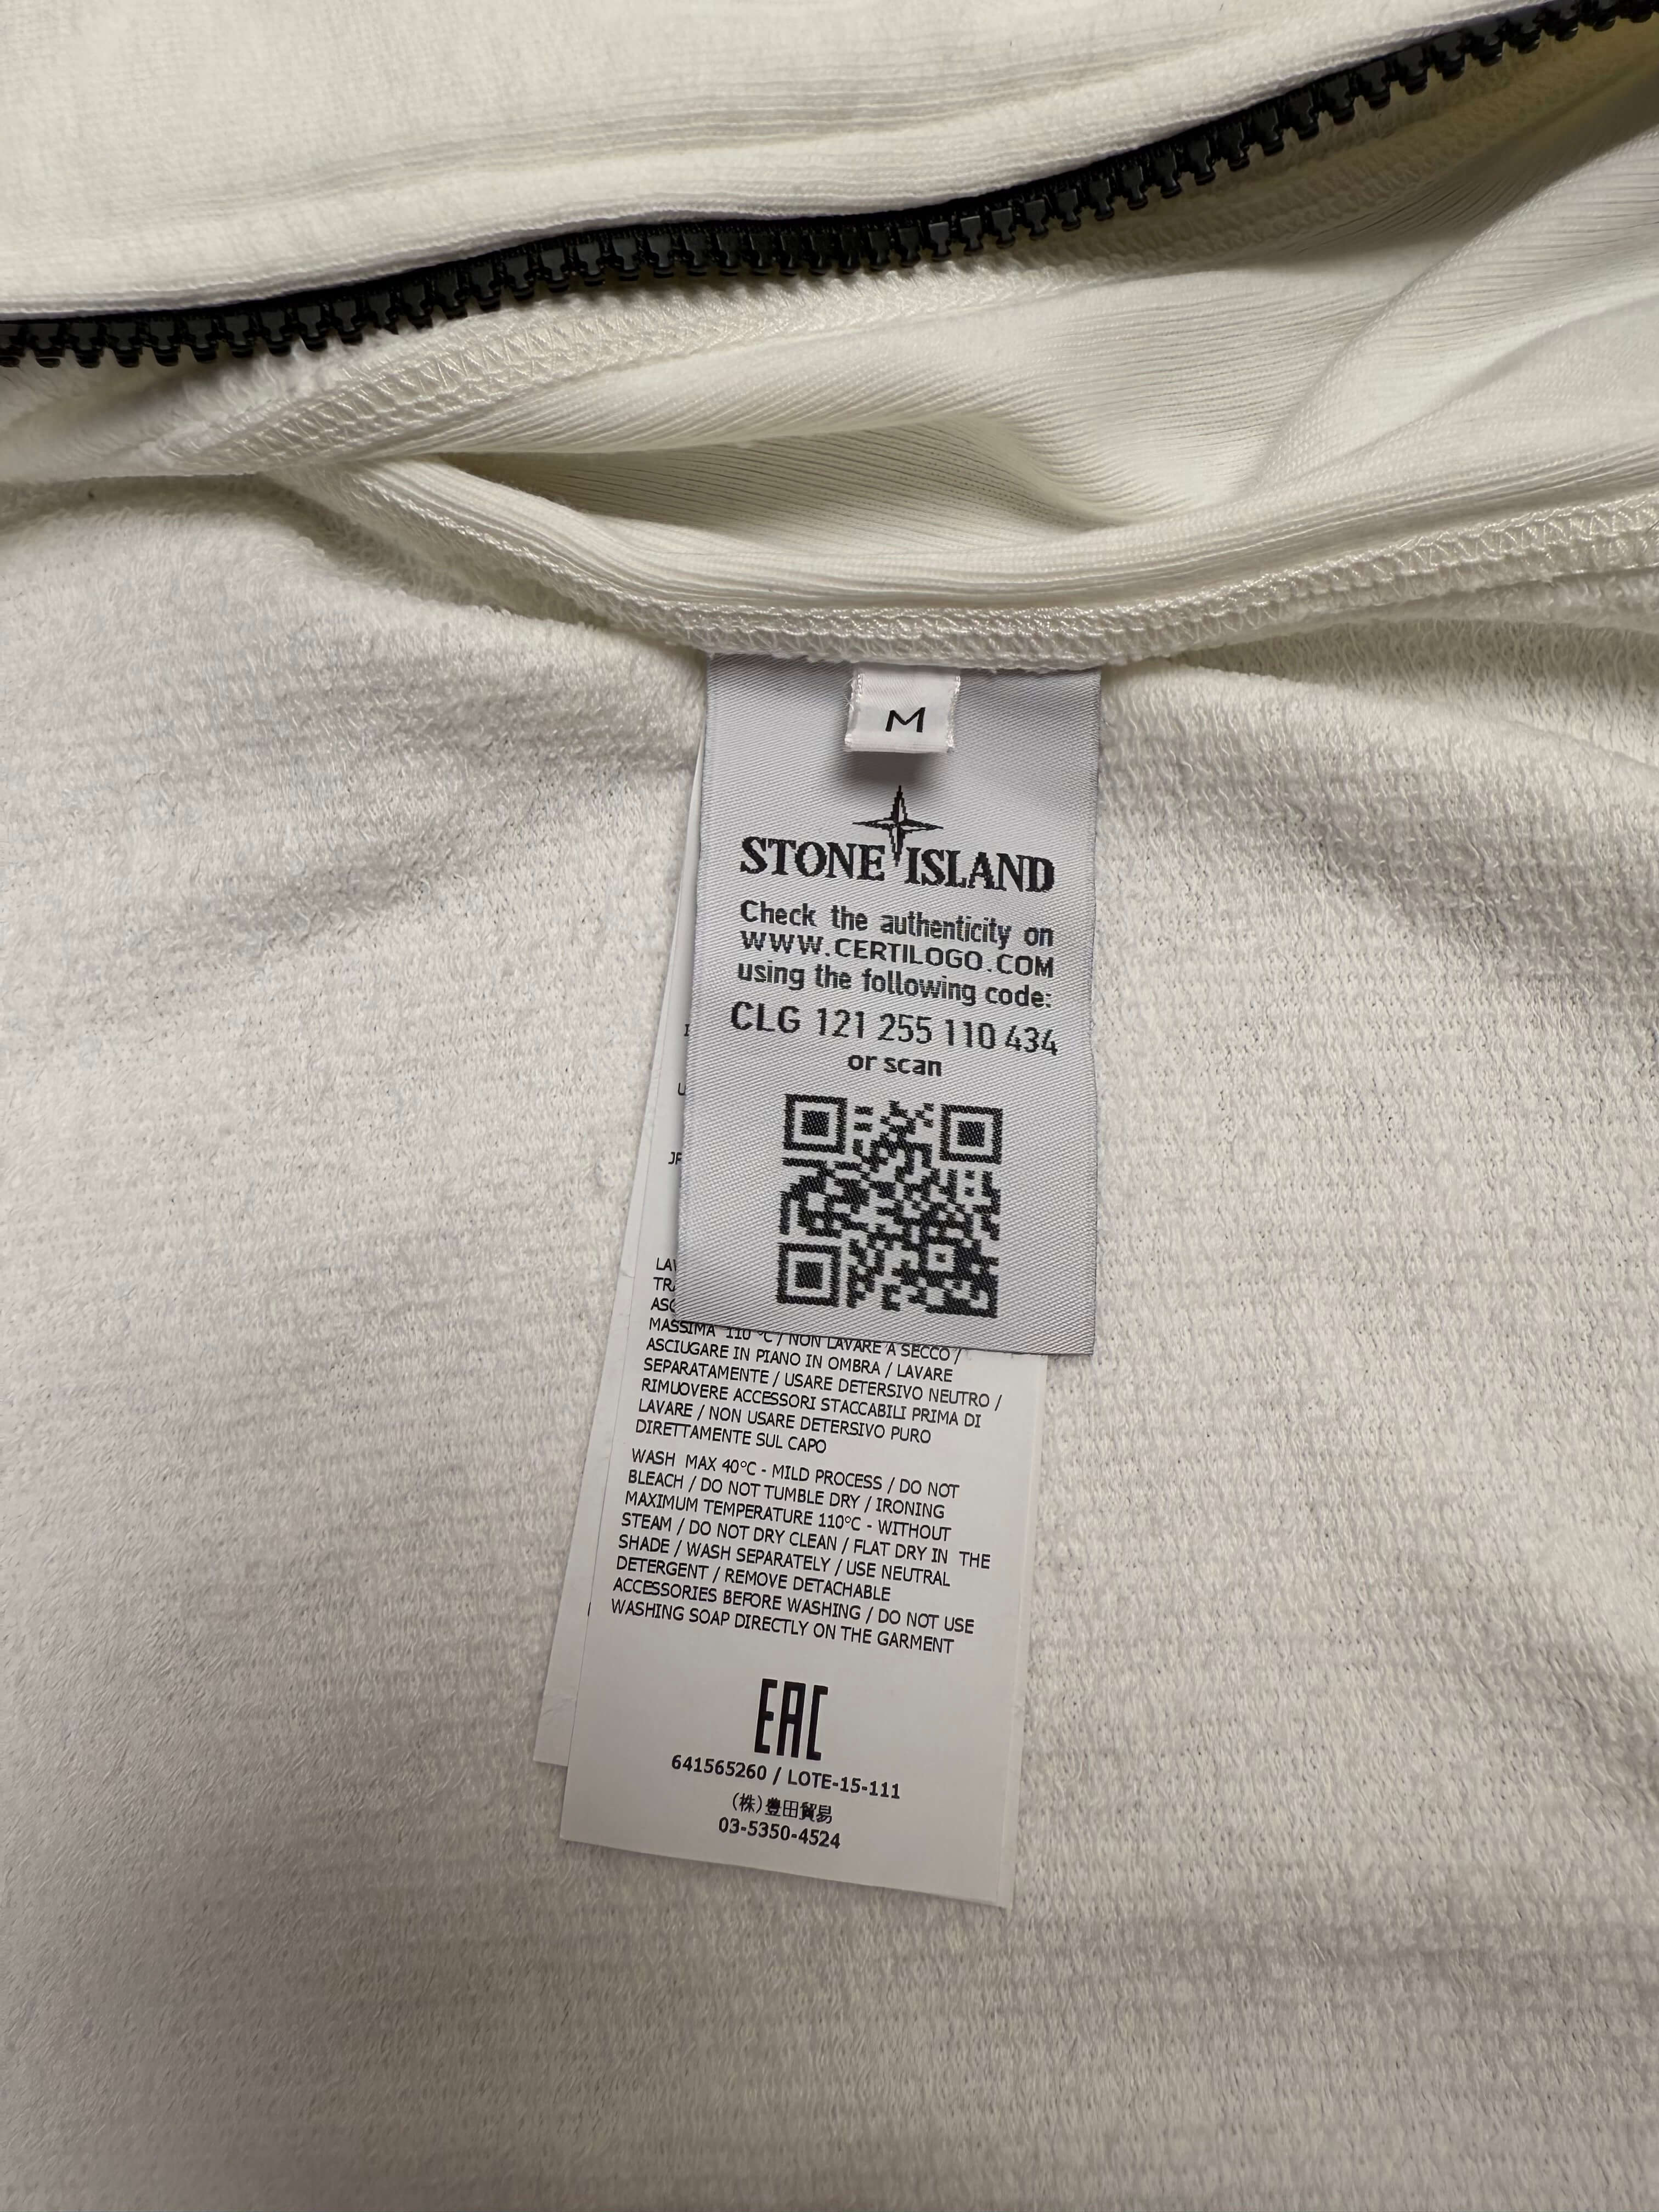 M
STONE ISLAND
Check the authenticity on
WWW.CERTILOGO.COM
using the following code:
CLG 121 255 110 434
or scan
MASSIMA 110 °C / NON LAVARE A SECCO /
ASCIUGARE IN PIANO IN OMBRA / LAVARE
SEPARATAMENTE / USARE DETERSIVO NEUTRO /
RIMUOVERE ACCESSORI STACCABILI PRIMA DI
LAVARE / NON USARE DETERSIVO PURO
DIRETTAMENTE SUL CAPO
WASH MAX 40°C - MILD PROCESS / DO NOT
BLEACH / DO NOT TUMBLE DRY / IRONING
MAXIMUM TEMPERATURE 110°C - WITHOUT
STEAM / DO NOT DRY CLEAN / FLAT DRY IN THE
SHADE / WASH SEPARATELY / USE NEUTRAL
DETERGENT / REMOVE DETACHABLE
ACCESSORIES BEFORE WASHING / DO NOT USE
WASHING SOAP DIRECTLY ON THE GARMENT
EAC
641565260 / LOTE-15-111
(株)豊田貿易
03-5350-4524